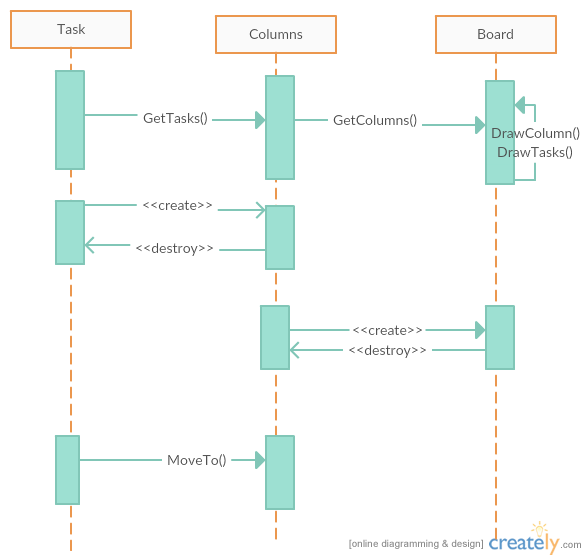 Task
Columns
Board
GetTasks()
GetColumns()
DrawColumn()
DrawTasks()
<<create>>
<<destroy>>
<<create>>
<<destroy>>
MoveTo()
[online diagramming & design] creately.com